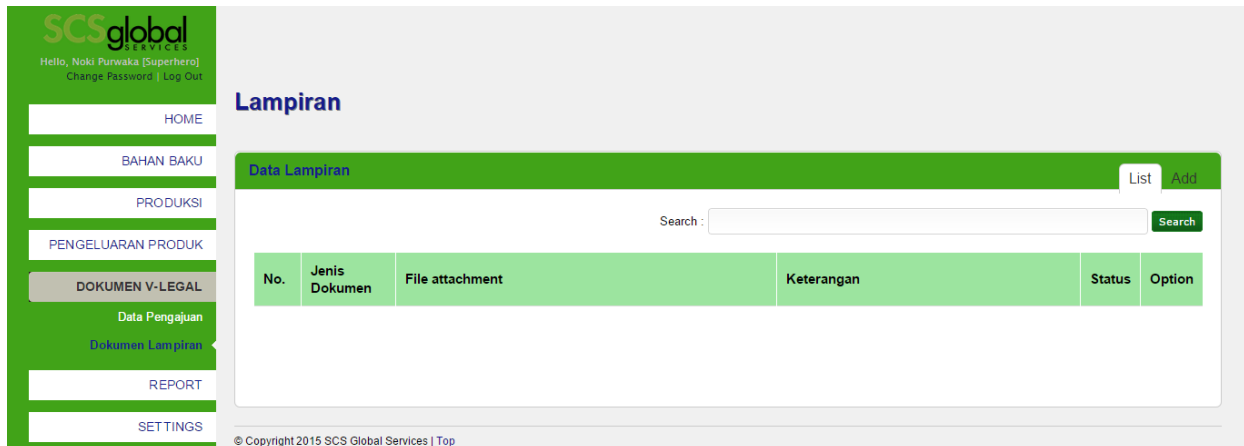 SCSglobal
SERVICES
Hello, Noki Purwaka [Superhero]
Change Password | Log Out
HOME
BAHAN BAKU
PRODUKSI
PENGELUARAN PRODUK
DOKUMEN V-LEGAL
Data Pengajuan
Dokumen Lampiran
REPORT
SETTINGS
Lampiran
Data Lampiran
List Add
Search : Search
No. Jenis Dokumen File attachment Keterangan Status Option
© Copyright 2015 SCS Global Services | Top